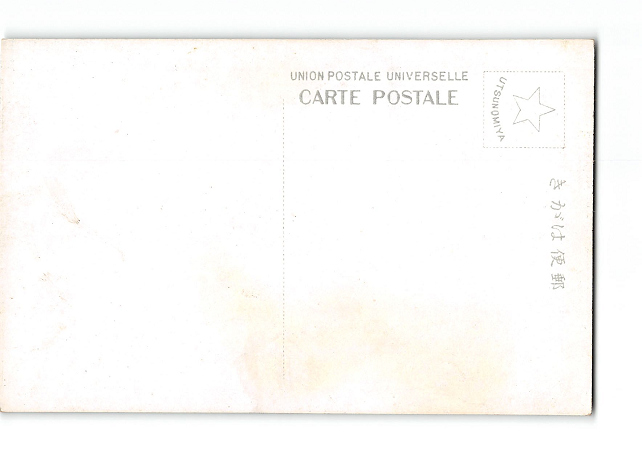 UNION POSTALE UNIVERSELLE
CARTE POSTALE
UTSUNOMIYA
きがは便郵